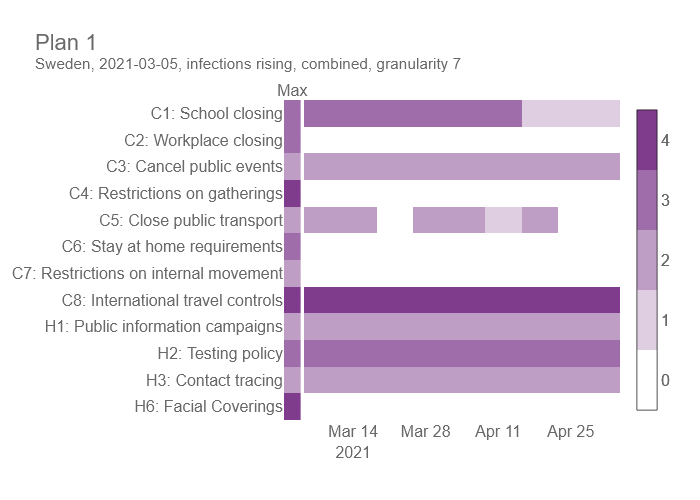 Plan 1
Sweden, 2021-03-05, infections rising, combined, granularity 7
Max
C1: School closing
C2: Workplace closing
C3: Cancel public events
C4: Restrictions on gatherings
C5: Close public transport
C6: Stay at home requirements
C7: Restrictions on internal movement
C8: International travel controls
H1: Public information campaigns
H2: Testing policy
H3: Contact tracing
H6: Facial Coverings
Mar 14 Mar 28 Apr 11 Apr 25
2021
4
3
2
1
0